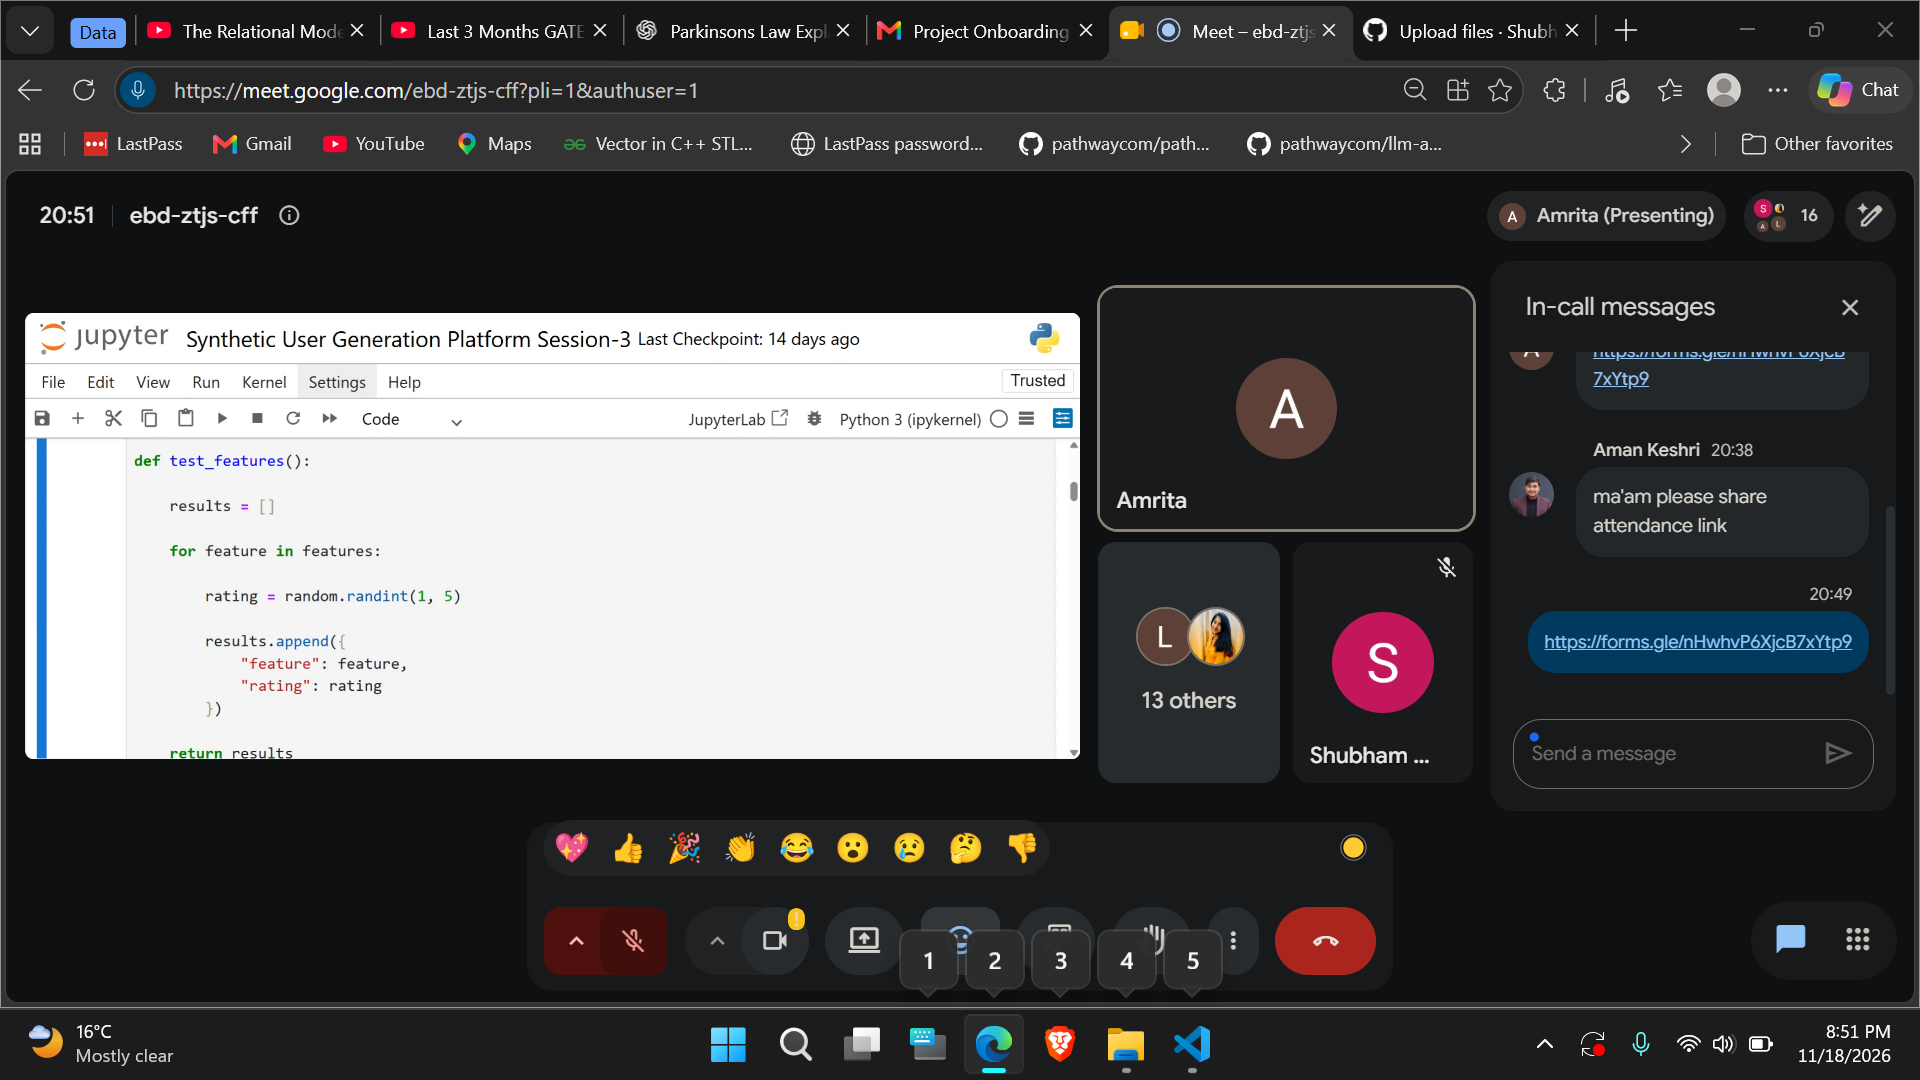 Data
The Relational Mode
Last 3 Months GATE
Parkinsons Law Expl
Project Onboarding
Meet – ebd-ztjs
Upload files · Shubh
https://meet.google.com/ebd-ztjs-cff?pli=1&authuser=1
Chat
LastPass
Gmail
YouTube
Maps
Vector in C++ STL...
LastPass password...
pathwaycom/path...
pathwaycom/llm-a...
Other favorites
20:51
ebd-ztjs-cff
A
Amrita (Presenting)
16
jupyter
Synthetic User Generation Platform Session-3 Last Checkpoint: 14 days ago
File Edit View Run Kernel Settings Help
Trusted
Code
JupyterLab
Python 3 (ipykernel)
def test_features():
results = []
for feature in features:
rating = random.randint(1, 5)
results.append({
"feature": feature,
"rating": rating
})
return results
A
Amrita
L
13 others
S
Shubham ...
In-call messages
https://forms.gle/nHwhvP6XjcB
7xYtp9
Aman Keshri 20:38
ma'am please share
attendance link
20:49
https://forms.gle/nHwhvP6XjcB7xYtp9
Send a message
1
2
3
4
5
16°C
Mostly clear
8:51 PM
11/18/2026